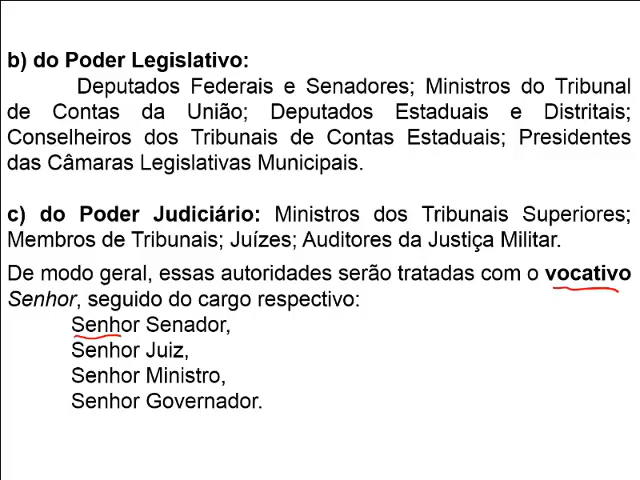 b) do Poder Legislativo:
Deputados Federais e Senadores; Ministros do Tribunal
de Contas da União; Deputados Estaduais e Distritais;
Conselheiros dos Tribunais de Contas Estaduais; Presidentes
das Câmaras Legislativas Municipais.
c) do Poder Judiciário: Ministros dos Tribunais Superiores;
Membros de Tribunais; Juízes; Auditores da Justiça Militar.
De modo geral, essas autoridades serão tratadas com o vocativo
Senhor, seguido do cargo respectivo:
Senhor Senador,
Senhor Juiz,
Senhor Ministro,
Senhor Governador.